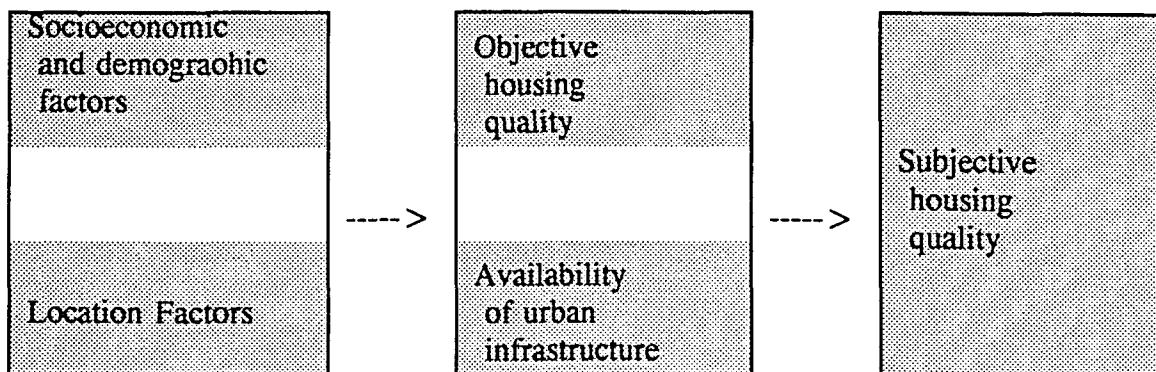 Socioeconomic
and demograohic
factors
Location Factors
----->
Objective
housing
quality
Availability
of urban
infrastructure
----->
Subjective
housing
quality